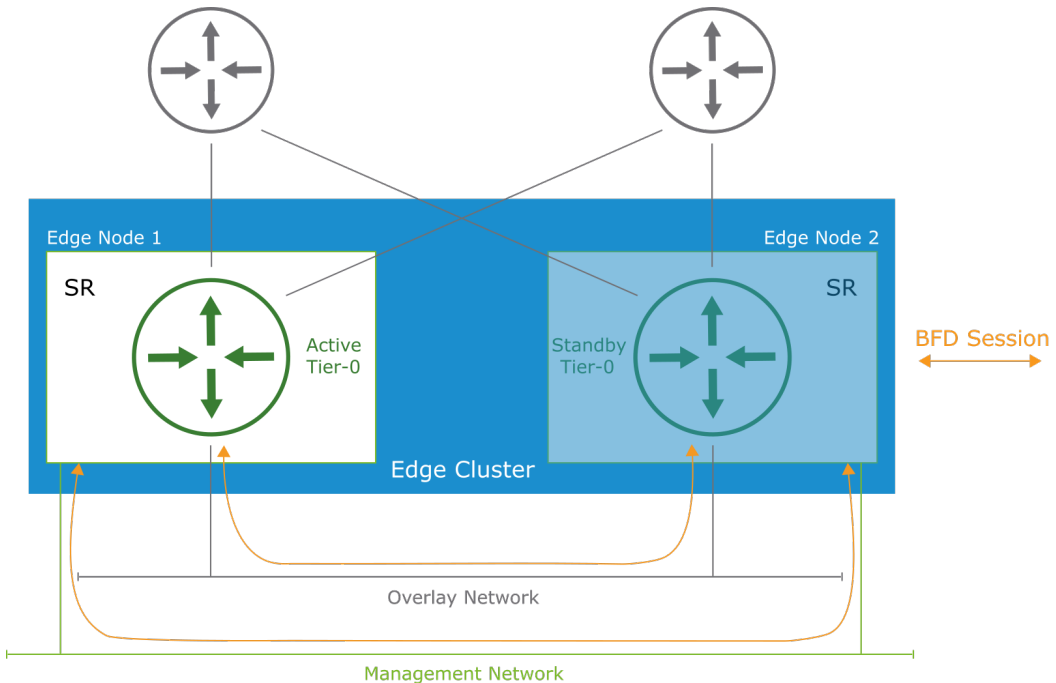 Edge Node 1
Edge Node 2
SR
SR
Active
Tier-0
Standby
Tier-0
BFD Session
Edge Cluster
Overlay Network
Management Network